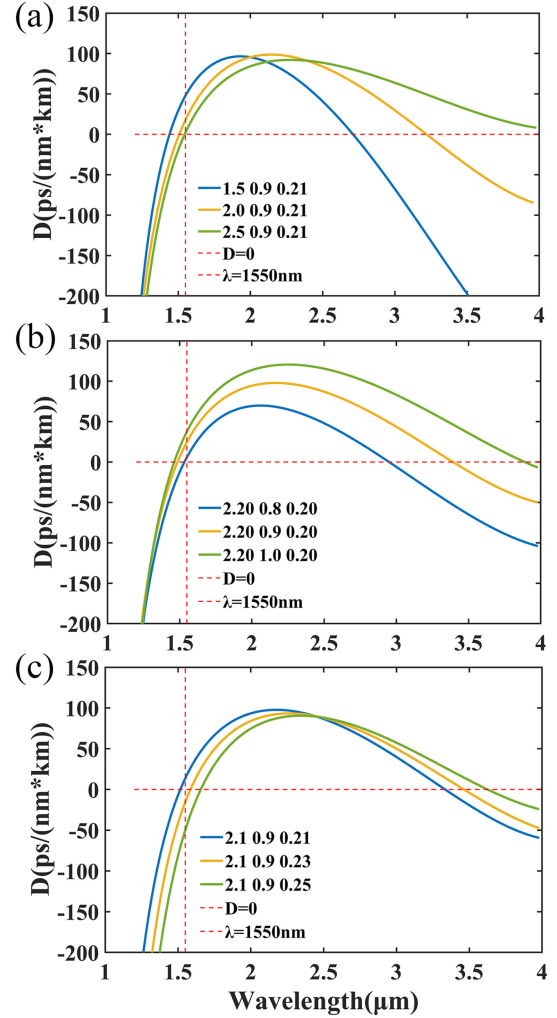 (a)
D(ps/(nm*km))
150
100
50
0
-50
-100
-150
-200
1.5 0.9 0.21
2.0 0.9 0.21
2.5 0.9 0.21
D=0
λ=1550nm
1 1.5 2 2.5 3 3.5 4
(b)
D(ps/(nm*km))
150
100
50
0
-50
-100
-150
-200
2.20 0.8 0.20
2.20 0.9 0.20
2.20 1.0 0.20
D=0
λ=1550nm
1 1.5 2 2.5 3 3.5 4
(c)
D(ps/(nm*km))
150
100
50
0
-50
-100
-150
-200
2.1 0.9 0.21
2.1 0.9 0.23
2.1 0.9 0.25
D=0
λ=1550nm
1 1.5 2 2.5 3 3.5 4
Wavelength(μm)